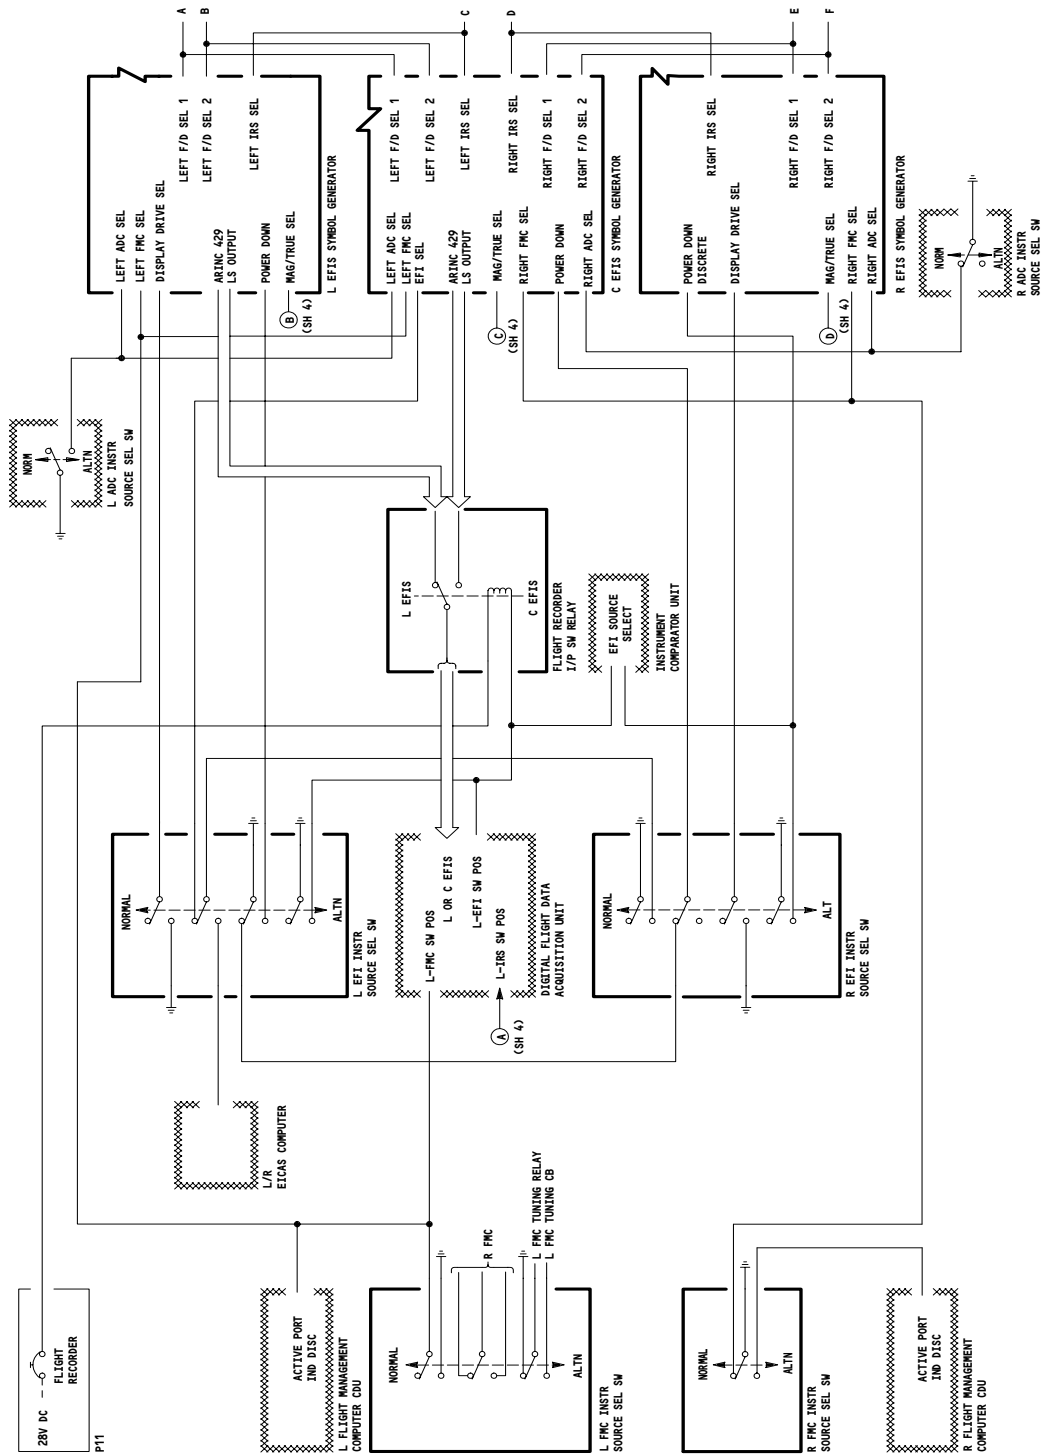 28V DC
FLIGHT
RECORDER
P11
ACTIVE PORT
IND DISC
L FLIGHT MANAGEMENT
COMPUTER CDU
NORMAL
ALTN
R FMC
L FMC TUNING RELAY
L FMC TUNING CB
L FMC INSTR
SOURCE SEL SW
NORMAL
ALTN
R FMC INSTR
SOURCE SEL SW
ACTIVE PORT
IND DISC
R FLIGHT MANAGEMENT
COMPUTER CDU
L/R
EICAS COMPUTER
NORMAL
ALTN
L EFI INSTR
SOURCE SEL SW
L-FMC SW POS
L OR C EFIS
L-EFI SW POS
L-IRS SW POS
A
(SH 4)
DIGITAL FLIGHT DATA
ACQUISITION UNIT
NORMAL
ALT
R EFI INSTR
SOURCE SEL SW
L EFIS
C EFIS
FLIGHT RECORDER
I/P SW RELAY
EFI SOURCE
SELECT
INSTRUMENT
COMPARATOR UNIT
NORM
ALTN
L ADC INSTR
SOURCE SEL SW
LEFT ADC SEL
LEFT FMC SEL
DISPLAY DRIVE SEL
LEFT F/D SEL 1
LEFT F/D SEL 2
ARINC 429
LS OUTPUT
LEFT IRS SEL
POWER DOWN
MAG/TRUE SEL
B
(SH 4)
L EFIS SYMBOL GENERATOR
LEFT ADC SEL
LEFT FMC SEL
EFI SEL
LEFT F/D SEL 1
LEFT F/D SEL 2
ARINC 429
LS OUTPUT
LEFT IRS SEL
MAG/TRUE SEL
C
(SH 4)
RIGHT IRS SEL
RIGHT FMC SEL
RIGHT F/D SEL 1
POWER DOWN
RIGHT F/D SEL 2
RIGHT ADC SEL
C EFIS SYMBOL GENERATOR
POWER DOWN
DISCRETE
RIGHT IRS SEL
DISPLAY DRIVE SEL
RIGHT F/D SEL 1
RIGHT F/D SEL 2
MAG/TRUE SEL
D
(SH 4)
RIGHT FMC SEL
RIGHT ADC SEL
R EFIS SYMBOL GENERATOR
NORM
ALTN
R ADC INSTR
SOURCE SEL SW
A
B
C
D
E
F